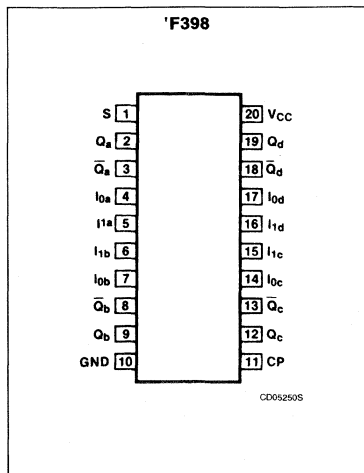 'F398
S 1 20 VCC
Qa 2 19 Qd
Q̅a 3 18 Q̅d
I0a 4 17 I0d
I1a 5 16 I1d
I1b 6 15 I1c
I0b 7 14 I0c
Q̅b 8 13 Q̅c
Qb 9 12 Qc
GND 10 11 CP
CD05250S